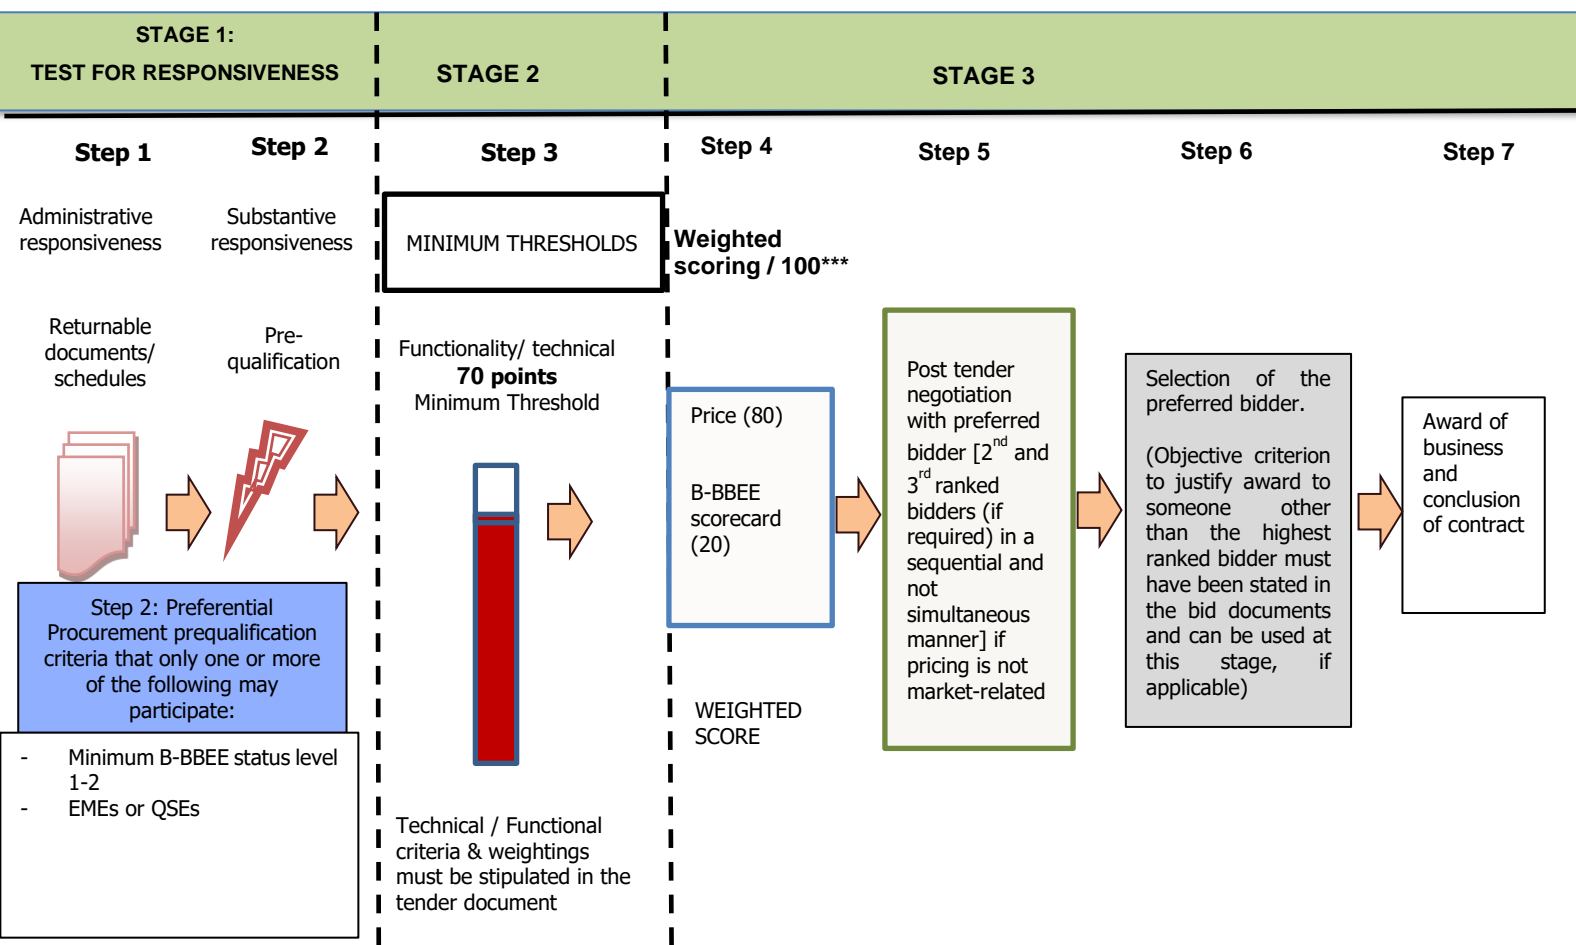 STAGE 1:
TEST FOR RESPONSIVENESS
STAGE 2
STAGE 3
Step 1
Step 2
Step 3
Step 4
Step 5
Step 6
Step 7
Administrative
responsiveness
Substantive
responsiveness
MINIMUM THRESHOLDS
Weighted
scoring / 100***
Returnable
documents/
schedules
Pre-
qualification
Functionality/ technical
70 points
Minimum Threshold
Price (80)
B-BBEE
scorecard
(20)
Post tender
negotiation
with preferred
bidder [2nd and
3rd ranked
bidders (if
required) in a
sequential and
not
simultaneous
manner] if
pricing is not
market-related
Selection of the
preferred bidder.
(Objective criterion
to justify award to
someone other
than the highest
ranked bidder must
have been stated in
the bid documents
and can be used at
this stage, if
applicable)
Award of
business
and
conclusion
of contract
Step 2: Preferential
Procurement prequalification
criteria that only one or more
of the following may
participate:
- Minimum B-BBEE status level
1-2
- EMEs or QSEs
WEIGHTED
SCORE
Technical / Functional
criteria & weightings
must be stipulated in the
tender document